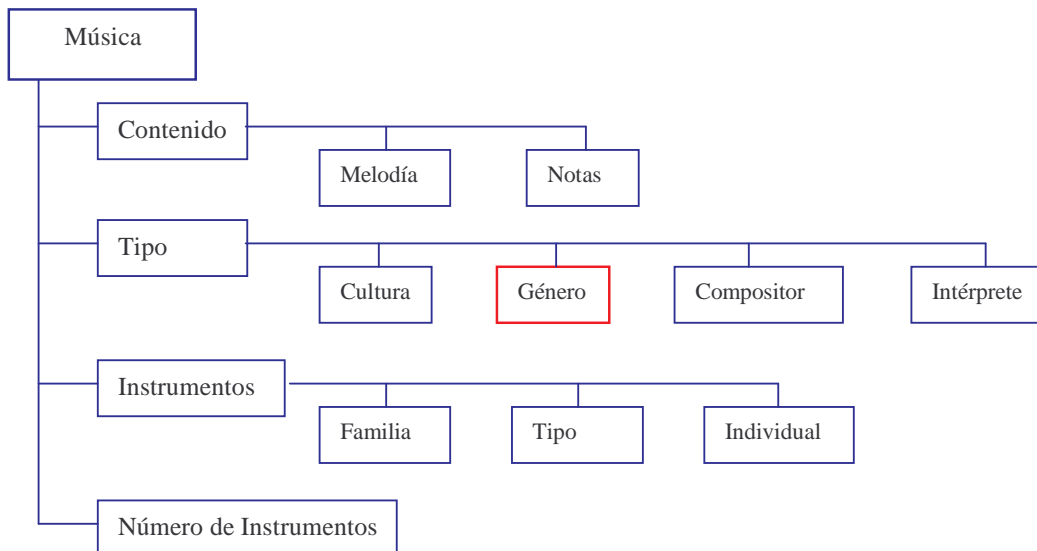 Música
Contenido
Melodía
Notas
Tipo
Cultura
Género
Compositor
Intérprete
Instrumentos
Familia
Tipo
Individual
Número de Instrumentos